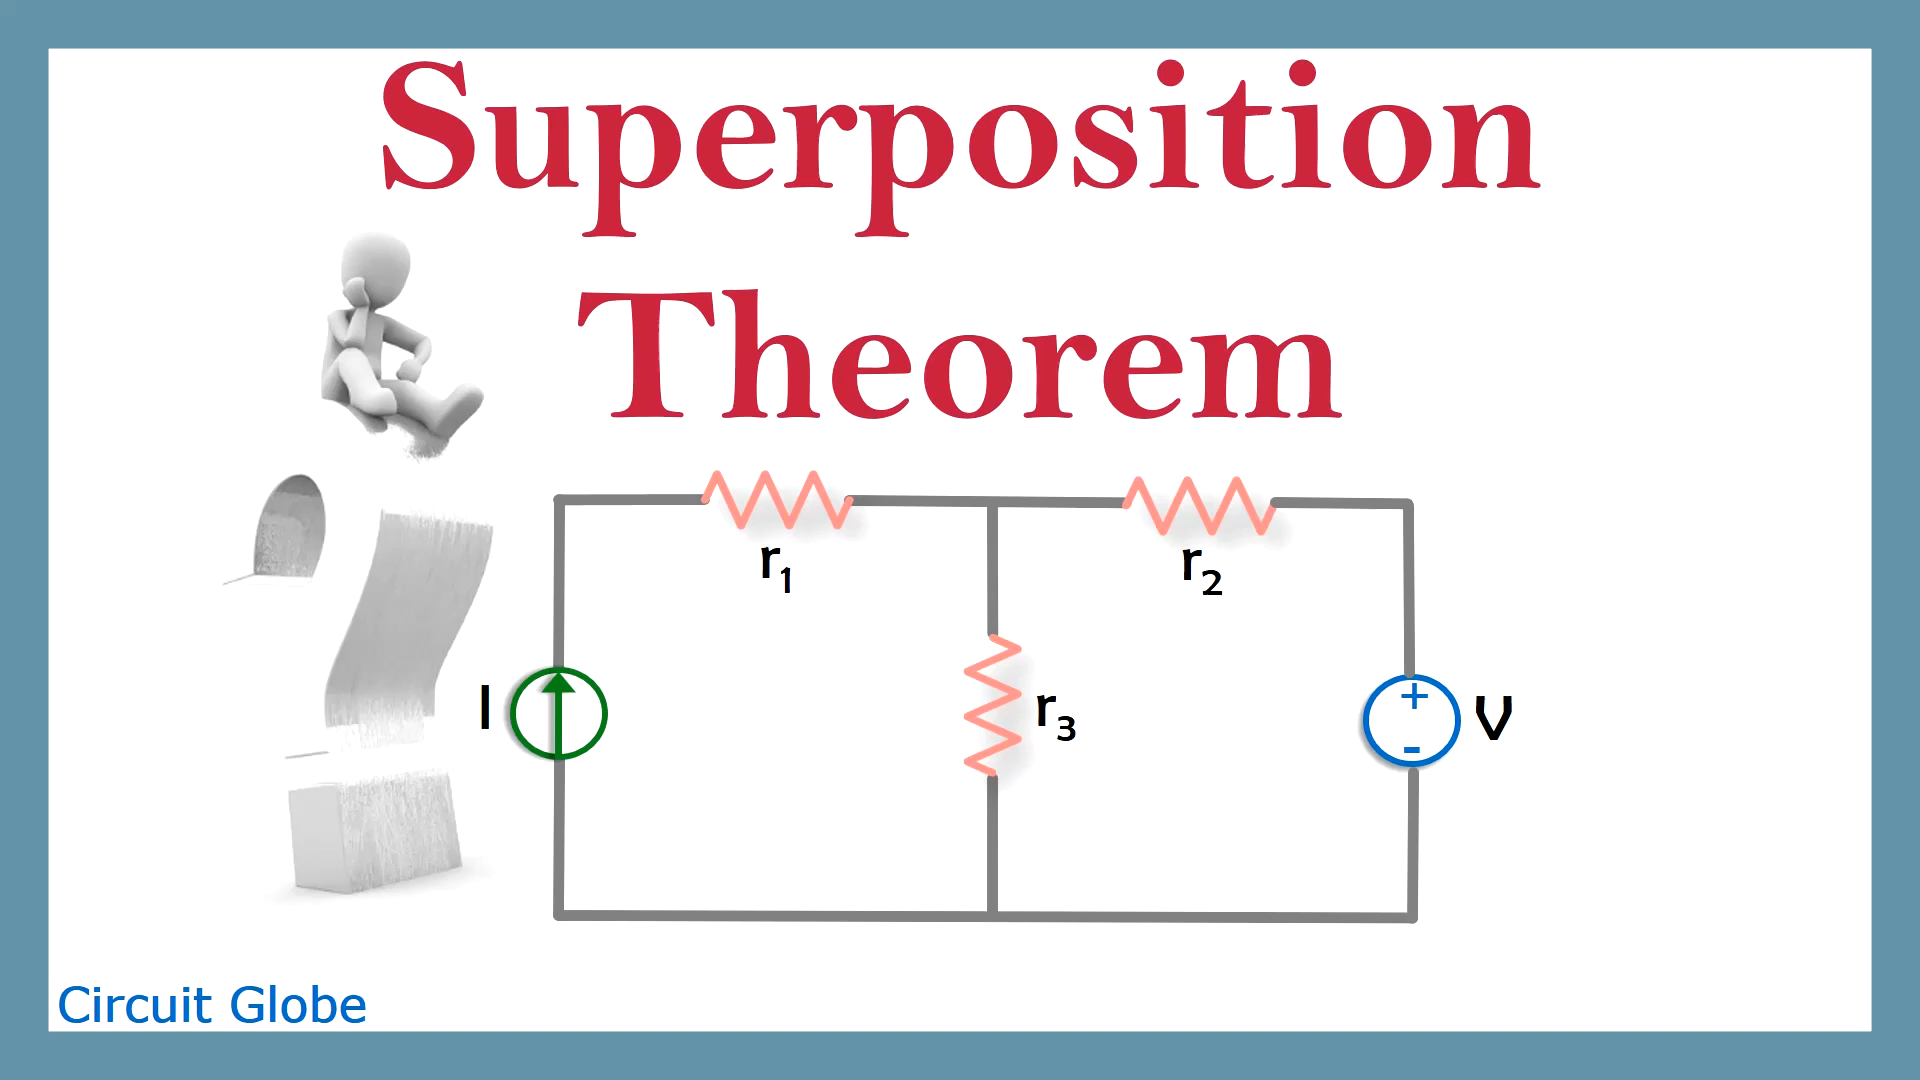 Superposition
Theorem
r₁
r₂
I
r₃
+
-
V
Circuit Globe